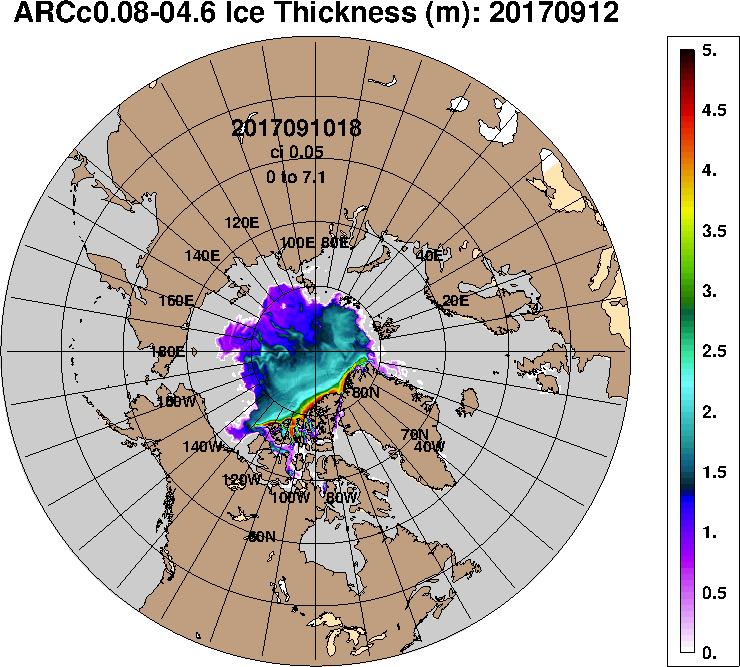 ARCc0.08-04.6 Ice Thickness (m): 20170912
2017091018
ci 0.05
0 to 7.1
120E
100E 80E
140E 40E
160E 20E
180E
160W 80N
140W 70N
40W
120W
100W 80W
60N
5.
4.5
4.
3.5
3.
2.5
2.
1.5
1.
0.5
0.